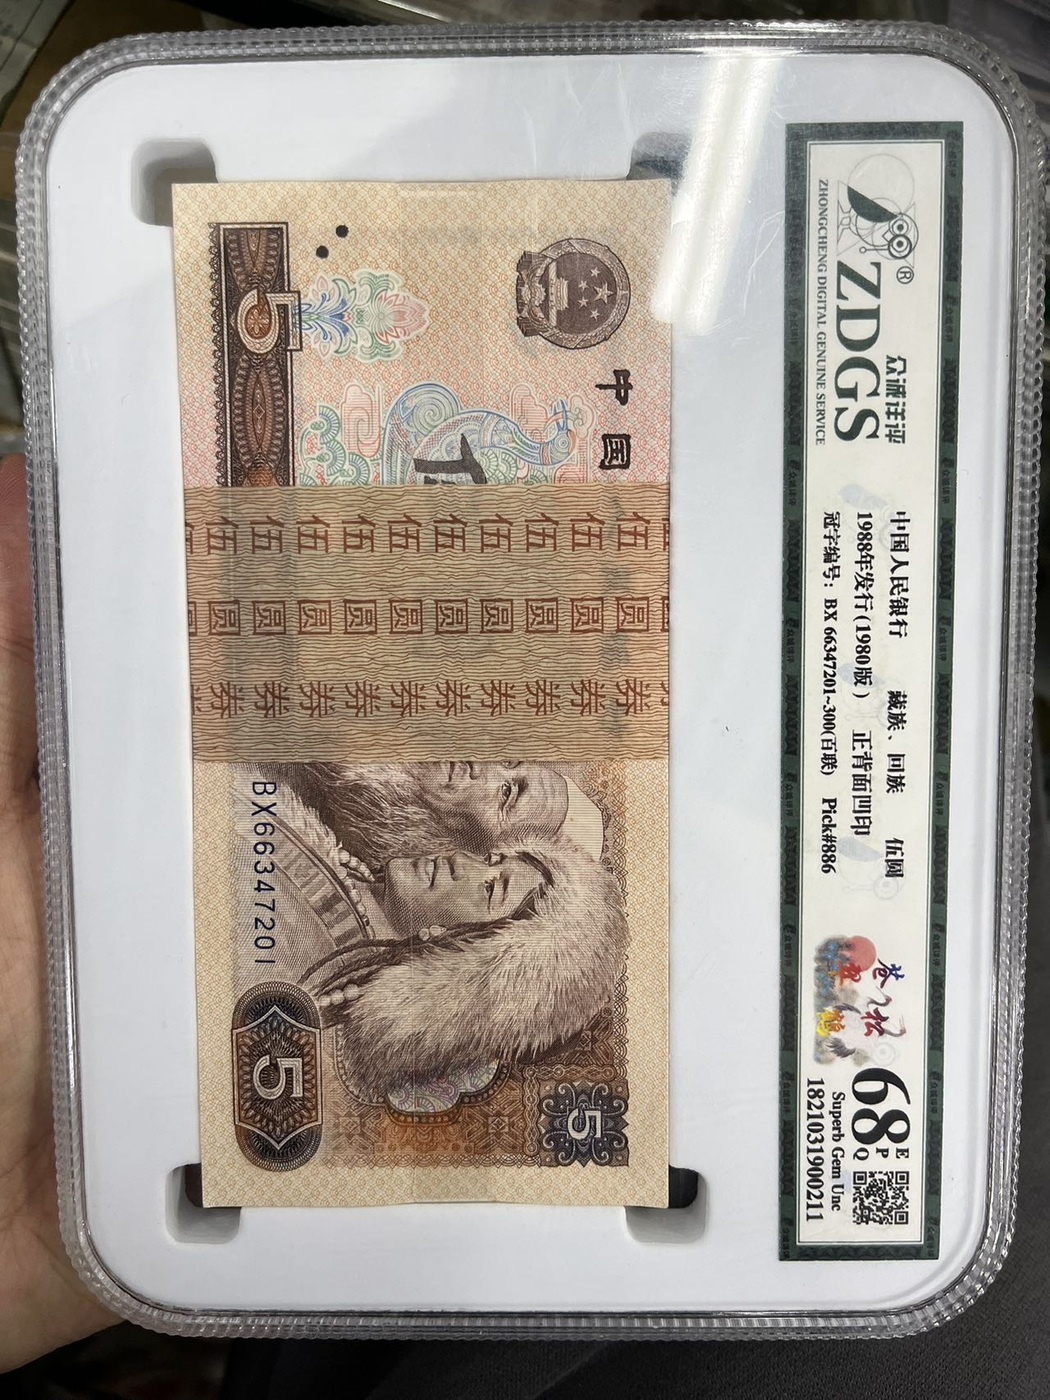 ZDGS®
众诚评评
ZHONGCHENG DIGITAL GENUINE SERVICE
中国人民银行 藏族、回族 伍圆
1988年发行(1980版) 正背面凹印
冠字编号: BX 66347201~300(百联) Pick#886
苍松
68 E
P
Q
Superb Gem Unc
1821031900211
中国
5
伍 伍 伍 伍 伍 伍 伍 伍 伍 伍
圆 圆 圆 圆 圆 圆 圆 圆 圆 圆
券 券 券 券 券 券 券 券 券 券
BX66347201
5
5